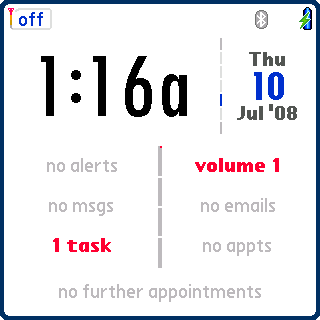 off
1:16a
Thu
10
Jul '08
no alerts
volume 1
no msgs
no emails
1 task
no appts
no further appointments